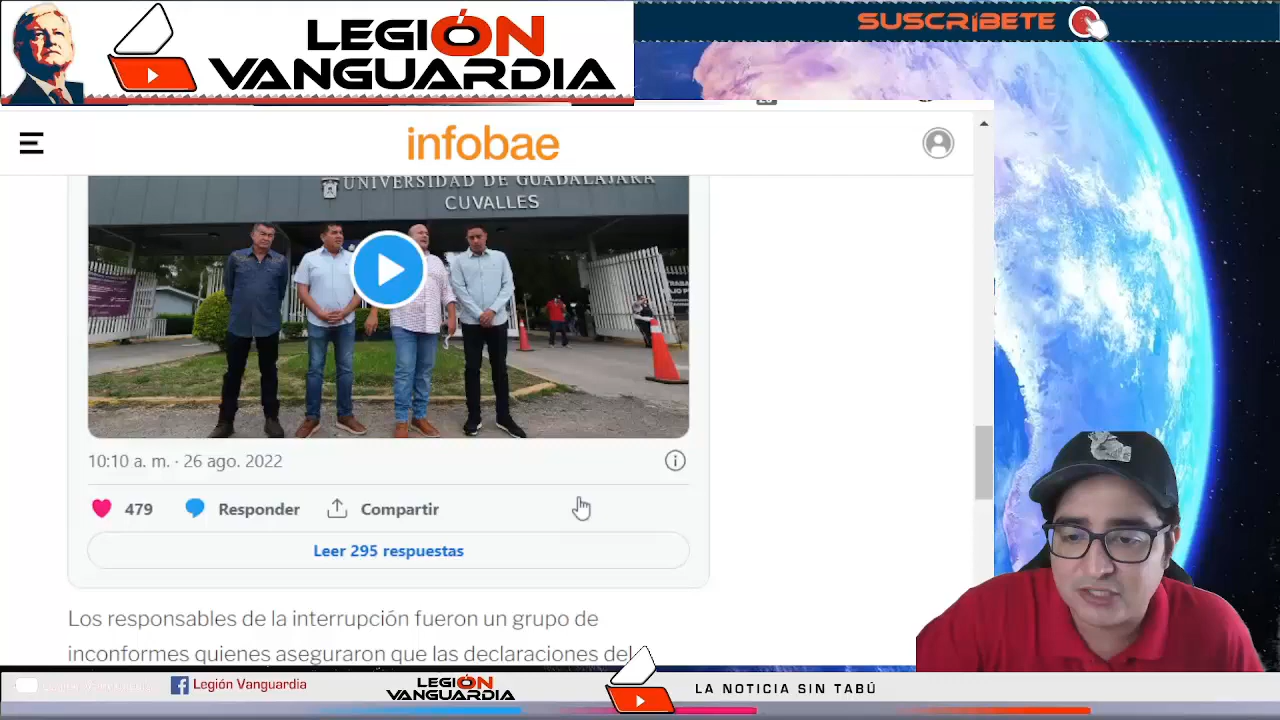 LEGIÓN
VANGUARDIA
SUSCRíBETE
infobae
UNIVERSIDAD DE GUADALAJARA
CUVALLES
10:10 a. m. · 26 ago. 2022
479 Responder Compartir
Leer 295 respuestas
Los responsables de la interrupción fueron un grupo de
inconformes quienes aseguraron que las declaraciones del
Legión Vanguardia
LEGIÓN
VANGUARDIA
LA NOTICIA SIN TABÚ